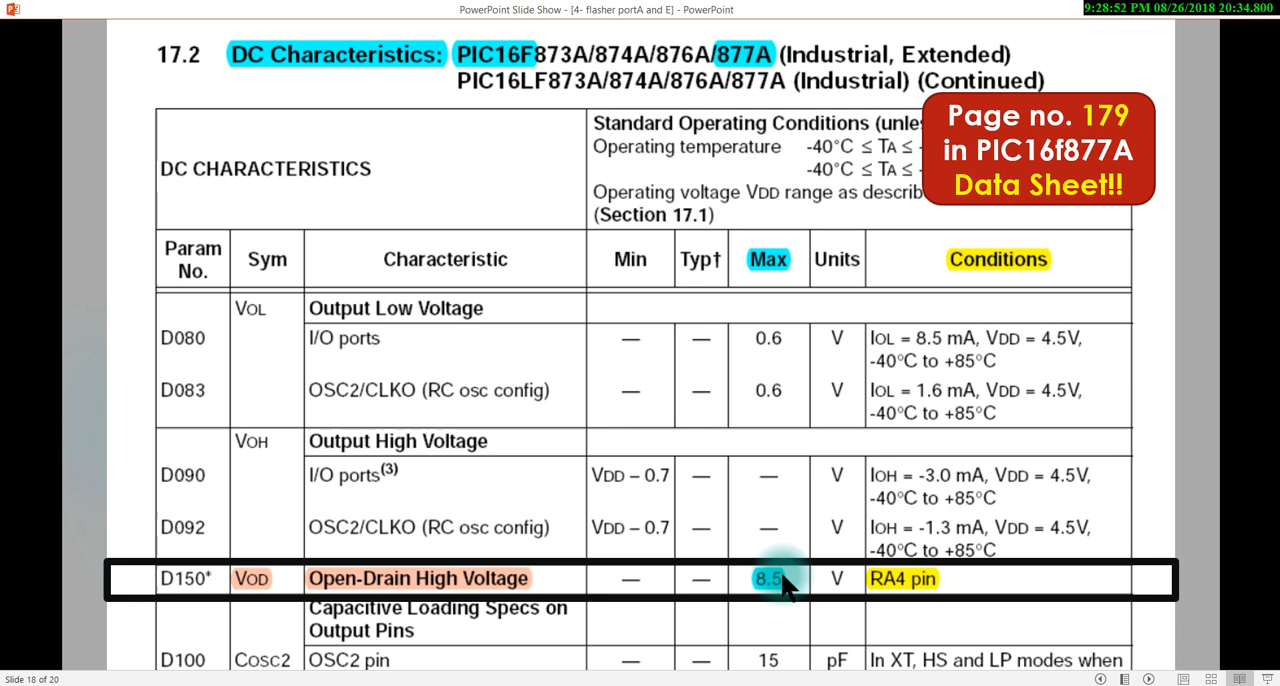 PowerPoint Slide Show - [4- flasher portA and E] - PowerPoint
9:28:52 PM 08/26/2018 20:34.800
17.2 DC Characteristics: PIC16F873A/874A/876A/877A (Industrial, Extended)
PIC16LF873A/874A/876A/877A (Industrial) (Continued)
Page no. 179
in PIC16f877A
Data Sheet!!
DC CHARACTERISTICS
Standard Operating Conditions
Operating temperature -40°C ≤ TA ≤
-40°C ≤ TA ≤
Operating voltage VDD range as
(Section 17.1)
Param No. Sym Characteristic Min Typ† Max Units Conditions
VOL Output Low Voltage
D080 I/O ports — — 0.6 V IOL = 8.5 mA, VDD = 4.5V,
-40°C to +85°C
D083 OSC2/CLKO (RC osc config) — — 0.6 V IOL = 1.6 mA, VDD = 4.5V,
-40°C to +85°C
VOH Output High Voltage
D090 I/O ports(3) VDD – 0.7 — — V IOH = -3.0 mA, VDD = 4.5V,
-40°C to +85°C
D092 OSC2/CLKO (RC osc config) VDD – 0.7 — — V IOH = -1.3 mA, VDD = 4.5V,
-40°C to +85°C
D150* VOD Open-Drain High Voltage — — 8.5 V RA4 pin
Capacitive Loading Specs on
Output Pins
D100 COSC2 OSC2 pin — — 15 pF In XT, HS and LP modes when
Slide 18 of 20